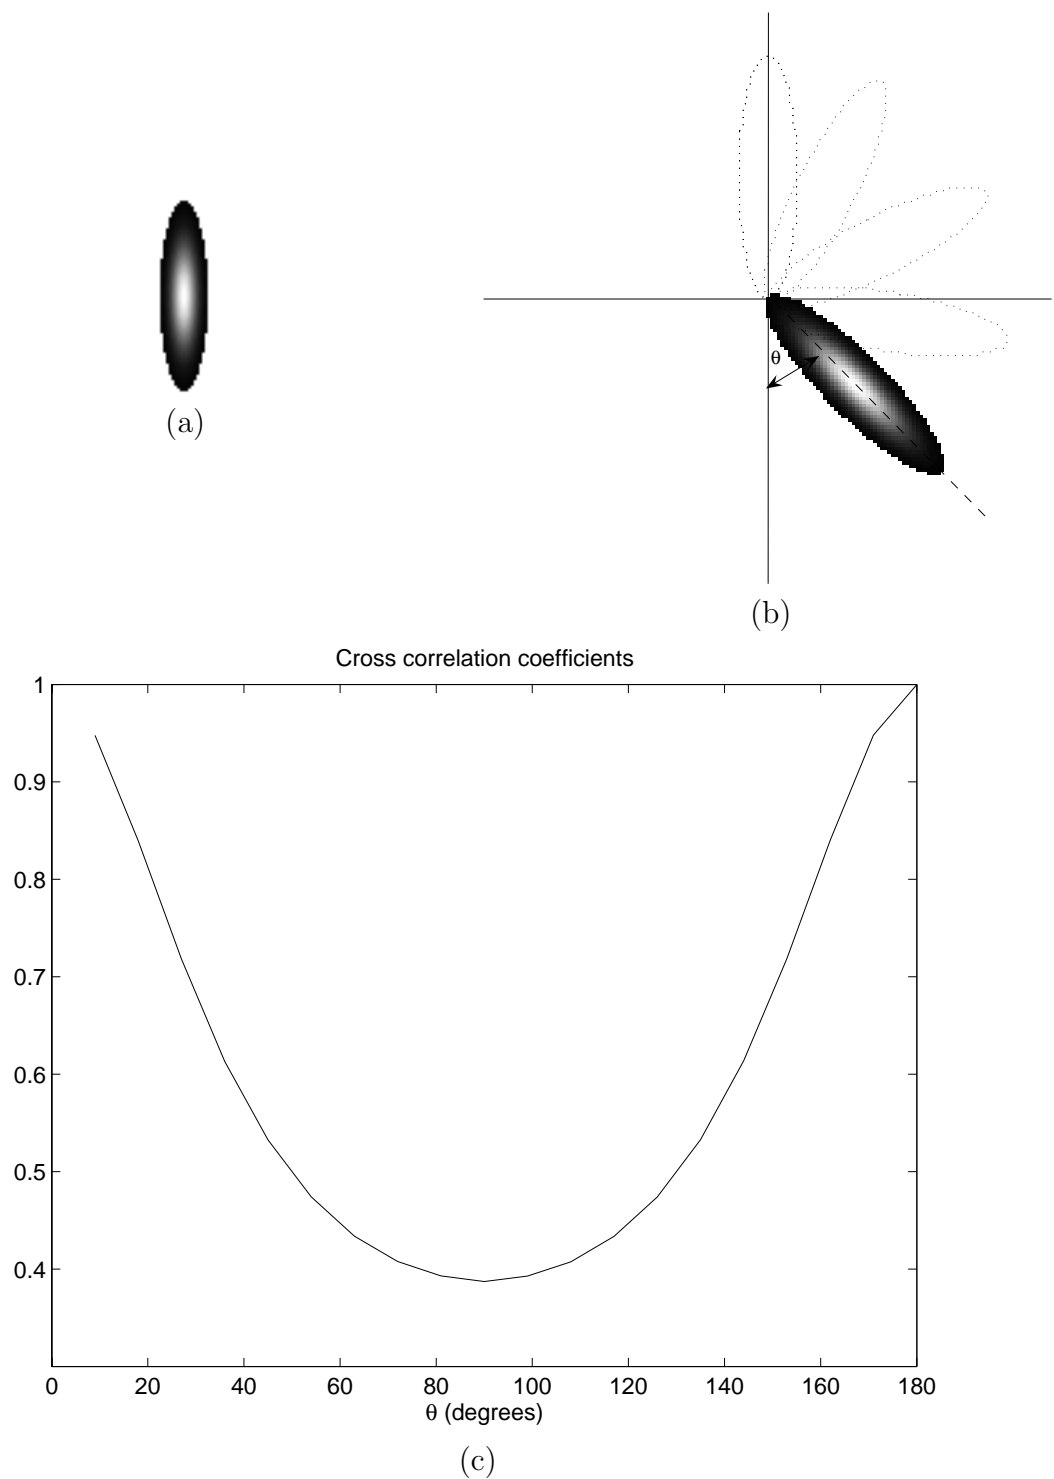 (a)
θ
(b)
Cross correlation coefficients
1
0.9
0.8
0.7
0.6
0.5
0.4
0 20 40 60 80 100 120 140 160 180
θ (degrees)
(c)